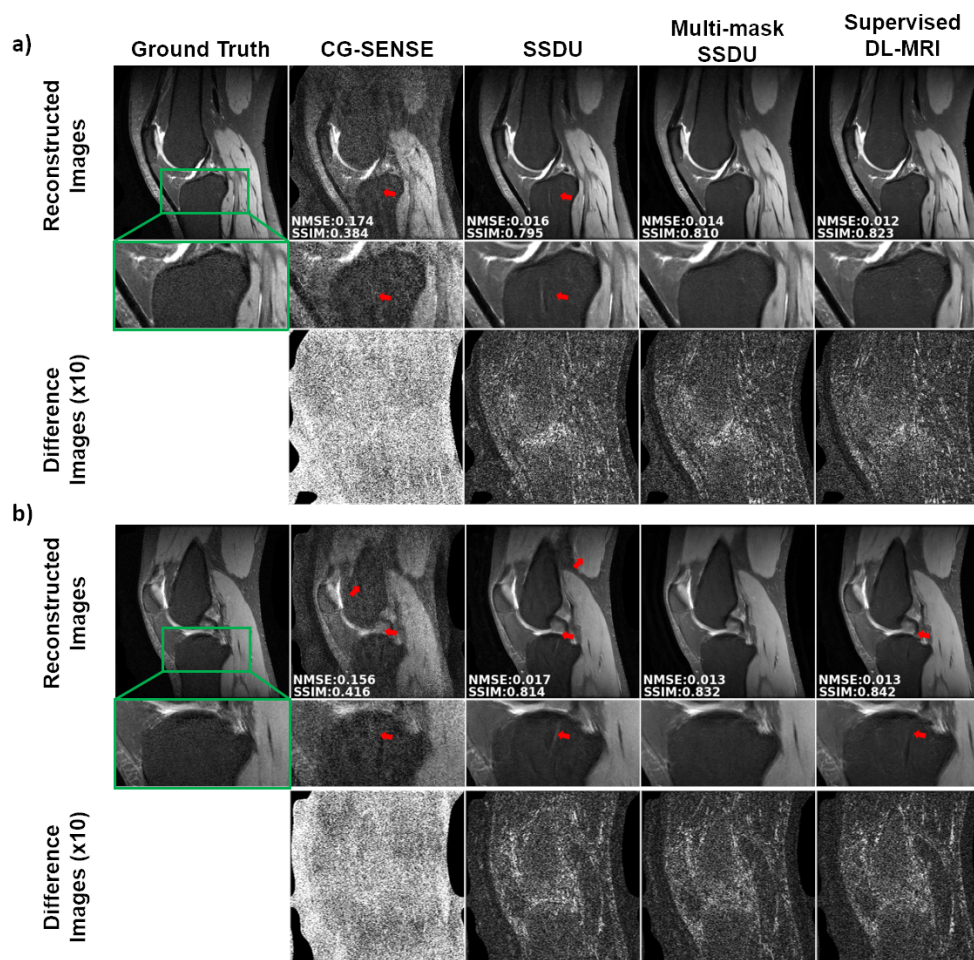 a)
Ground Truth
CG-SENSE
SSDU
Multi-mask
SSDU
Supervised
DL-MRI
Reconstructed
Images
NMSE:0.174
SSIM:0.384
NMSE:0.016
SSIM:0.795
NMSE:0.014
SSIM:0.810
NMSE:0.012
SSIM:0.823
Difference
Images (x10)
b)
Reconstructed
Images
NMSE:0.156
SSIM:0.416
NMSE:0.017
SSIM:0.814
NMSE:0.013
SSIM:0.832
NMSE:0.013
SSIM:0.842
Difference
Images (x10)